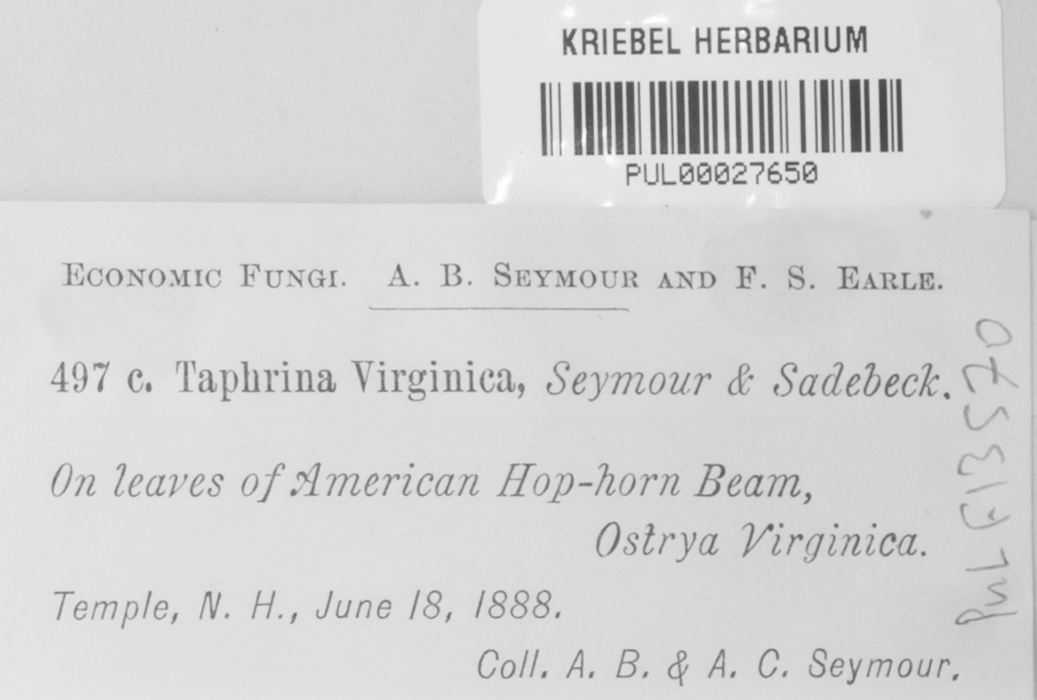 KRIEBEL HERBARIUM
PUL00027650
ECONOMIC FUNGI. A. B. SEYMOUR AND F. S. EARLE.
497 c. Taphrina Virginica, Seymour & Sadebeck.
On leaves of American Hop-horn Beam,
Ostrya Virginica.
Temple, N. H., June 18, 1888.
Coll. A. B. & A. C. Seymour.
PUL